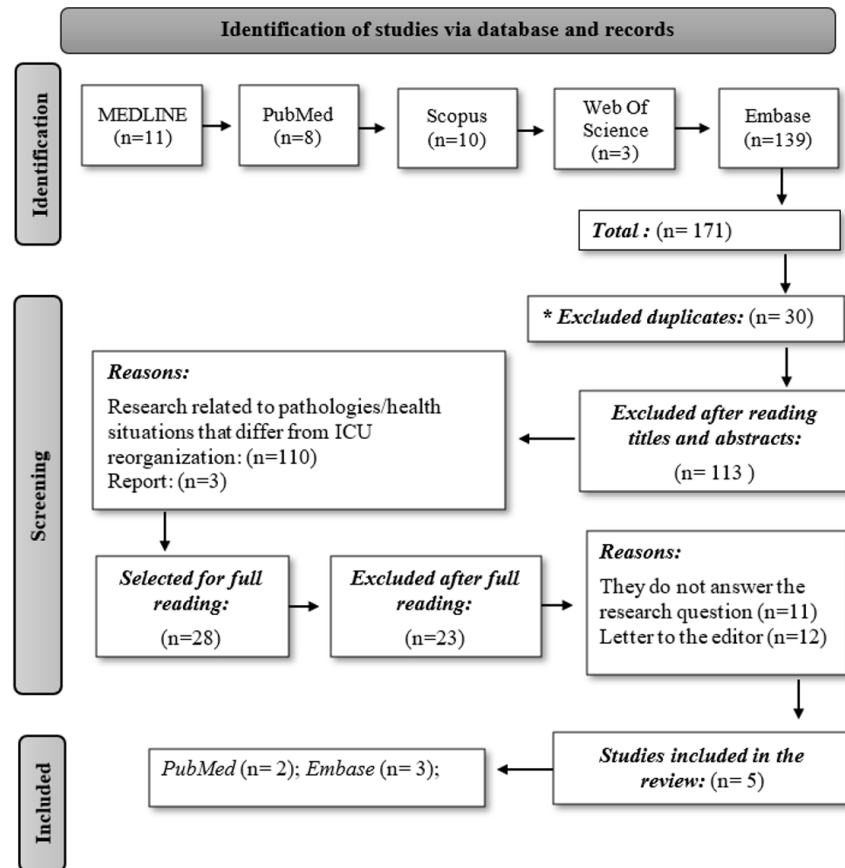 Identification of studies via database and records
Identification
MEDLINE
(n=11)
PubMed
(n=8)
Scopus
(n=10)
Web Of
Science
(n=3)
Embase
(n=139)
Total : (n= 171)
Screening
* Excluded duplicates: (n= 30)
Excluded after reading
titles and abstracts:
(n= 113 )
Reasons:
Research related to pathologies/health
situations that differ from ICU
reorganization: (n=110)
Report: (n=3)
Selected for full
reading:
(n=28)
Excluded after full
reading:
(n=23)
Reasons:
They do not answer the
research question (n=11)
Letter to the editor (n=12)
Included
Studies included in the
review: (n= 5)
PubMed (n= 2); Embase (n= 3);